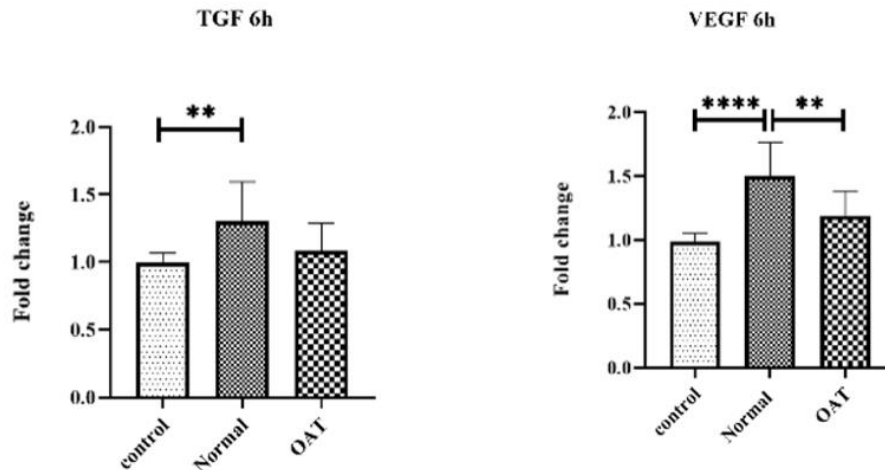 TGF 6h
**
2.0
1.5
1.0
0.5
0.0
Fold change
control
Normal
OAT
VEGF 6h
**** **
2.0
1.5
1.0
0.5
0.0
Fold change
control
Normal
OAT